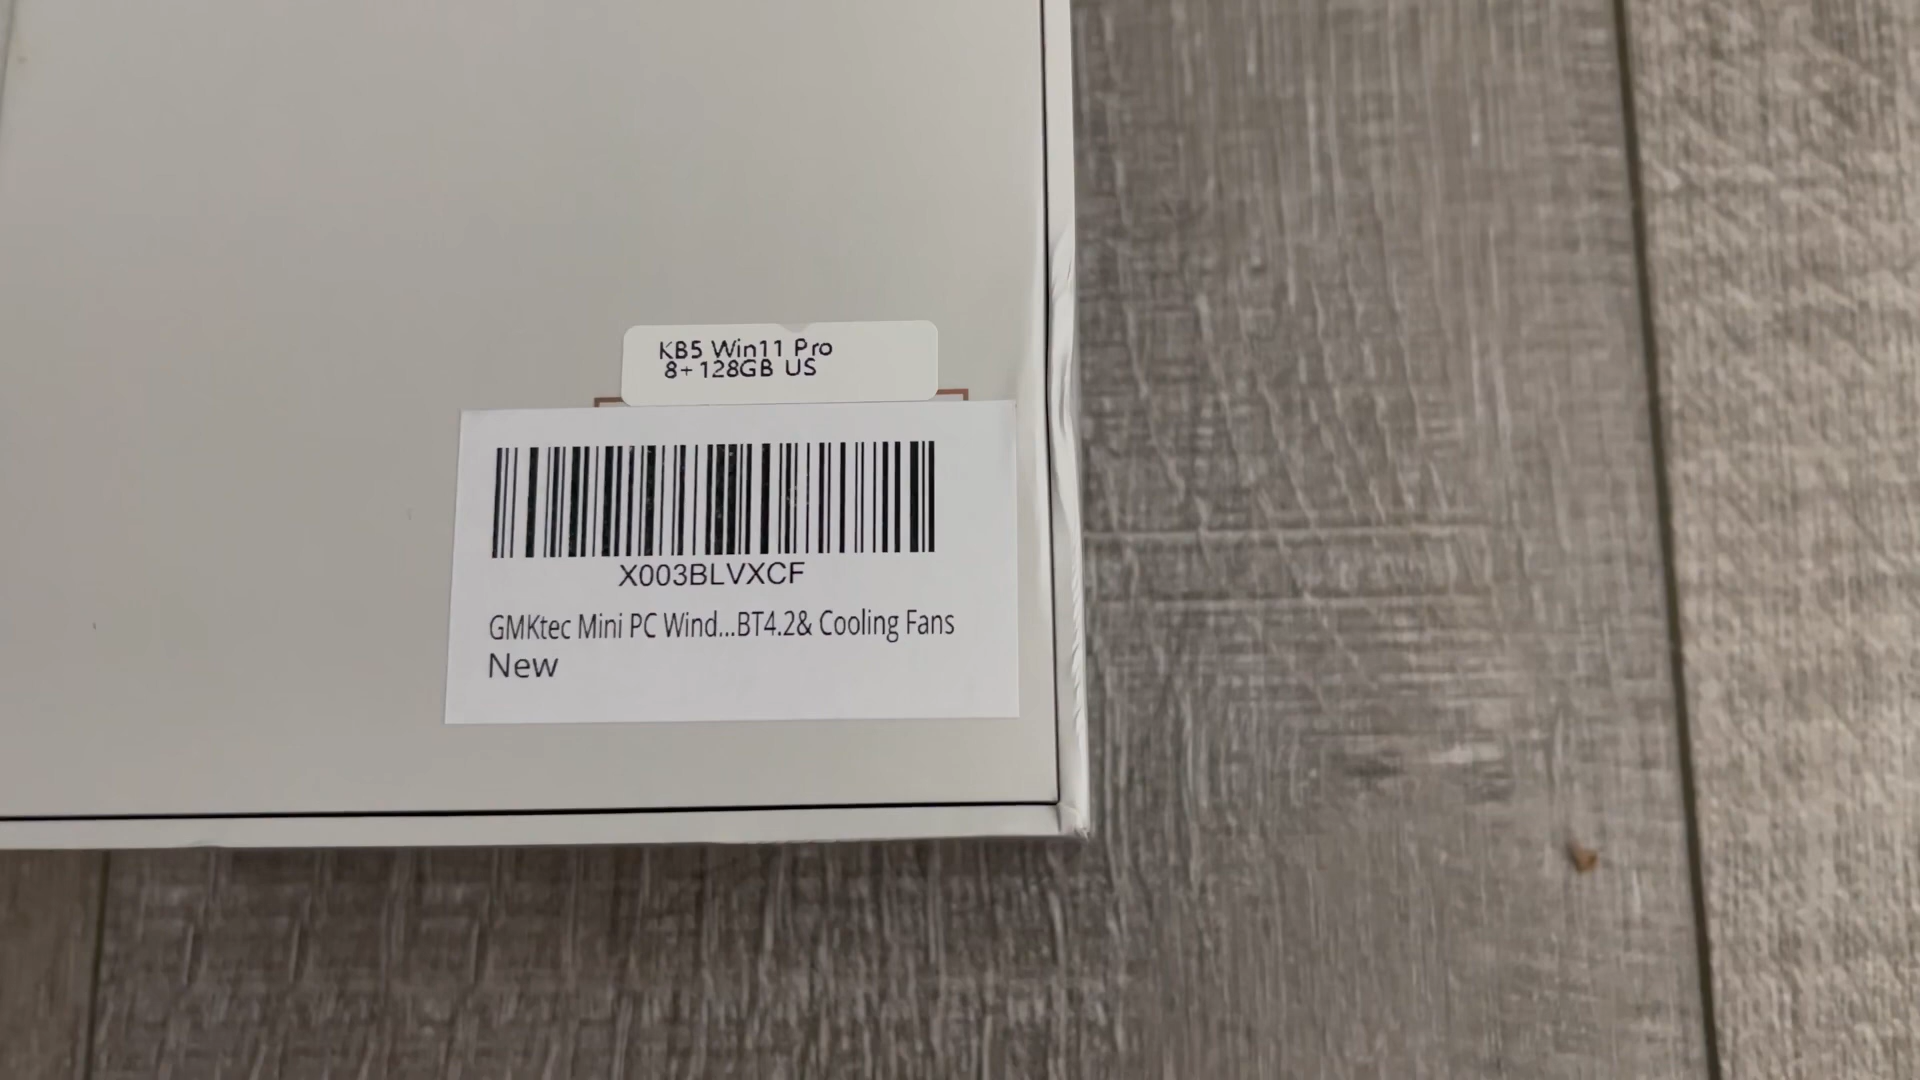 KB5 Win11 Pro
8+128GB US
X003BLVXCF
GMKtec Mini PC Wind...BT4.2& Cooling Fans
New